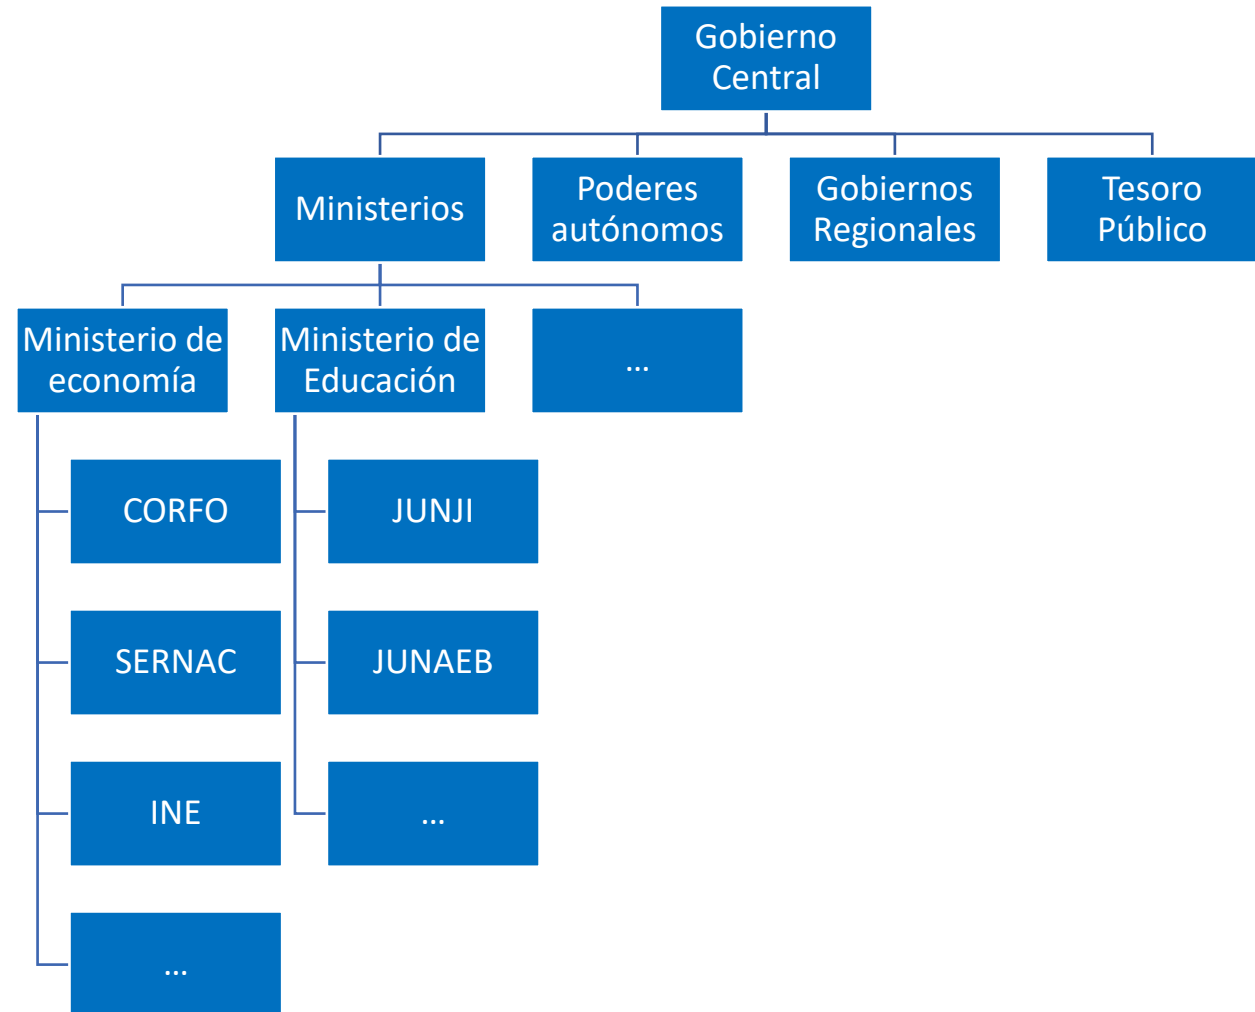 Gobierno
Central
Ministerios
Poderes
autónomos
Gobiernos
Regionales
Tesoro
Público
Ministerio de
economía
Ministerio de
Educación
...
CORFO
JUNJI
SERNAC
JUNAEB
INE
...
...